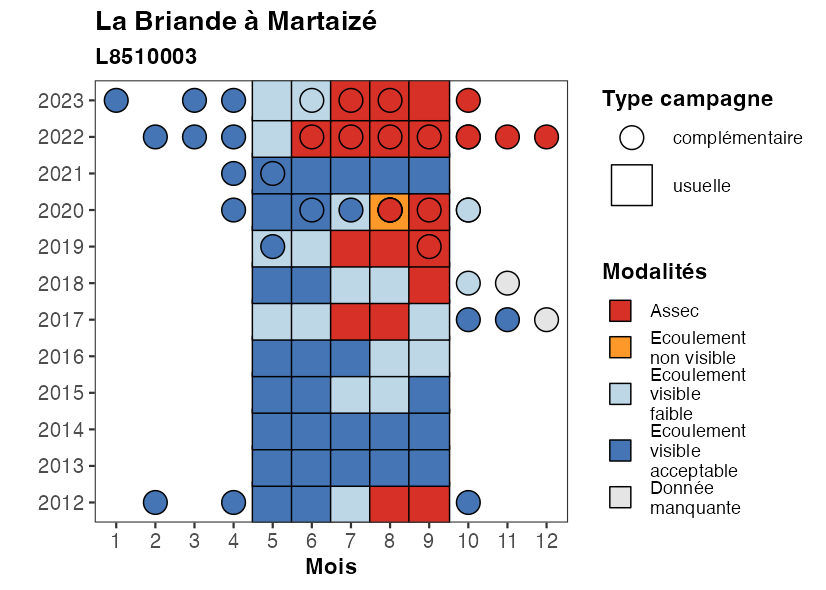 La Briande à Martaizé
L8510003
2023
2022
2021
2020
2019
2018
2017
2016
2015
2014
2013
2012
1 2 3 4 5 6 7 8 9 10 11 12
Mois
Type campagne
complémentaire
usuelle
Modalités
Assec
Ecoulement
non visible
Ecoulement
visible
faible
Ecoulement
visible
acceptable
Donnée
manquante